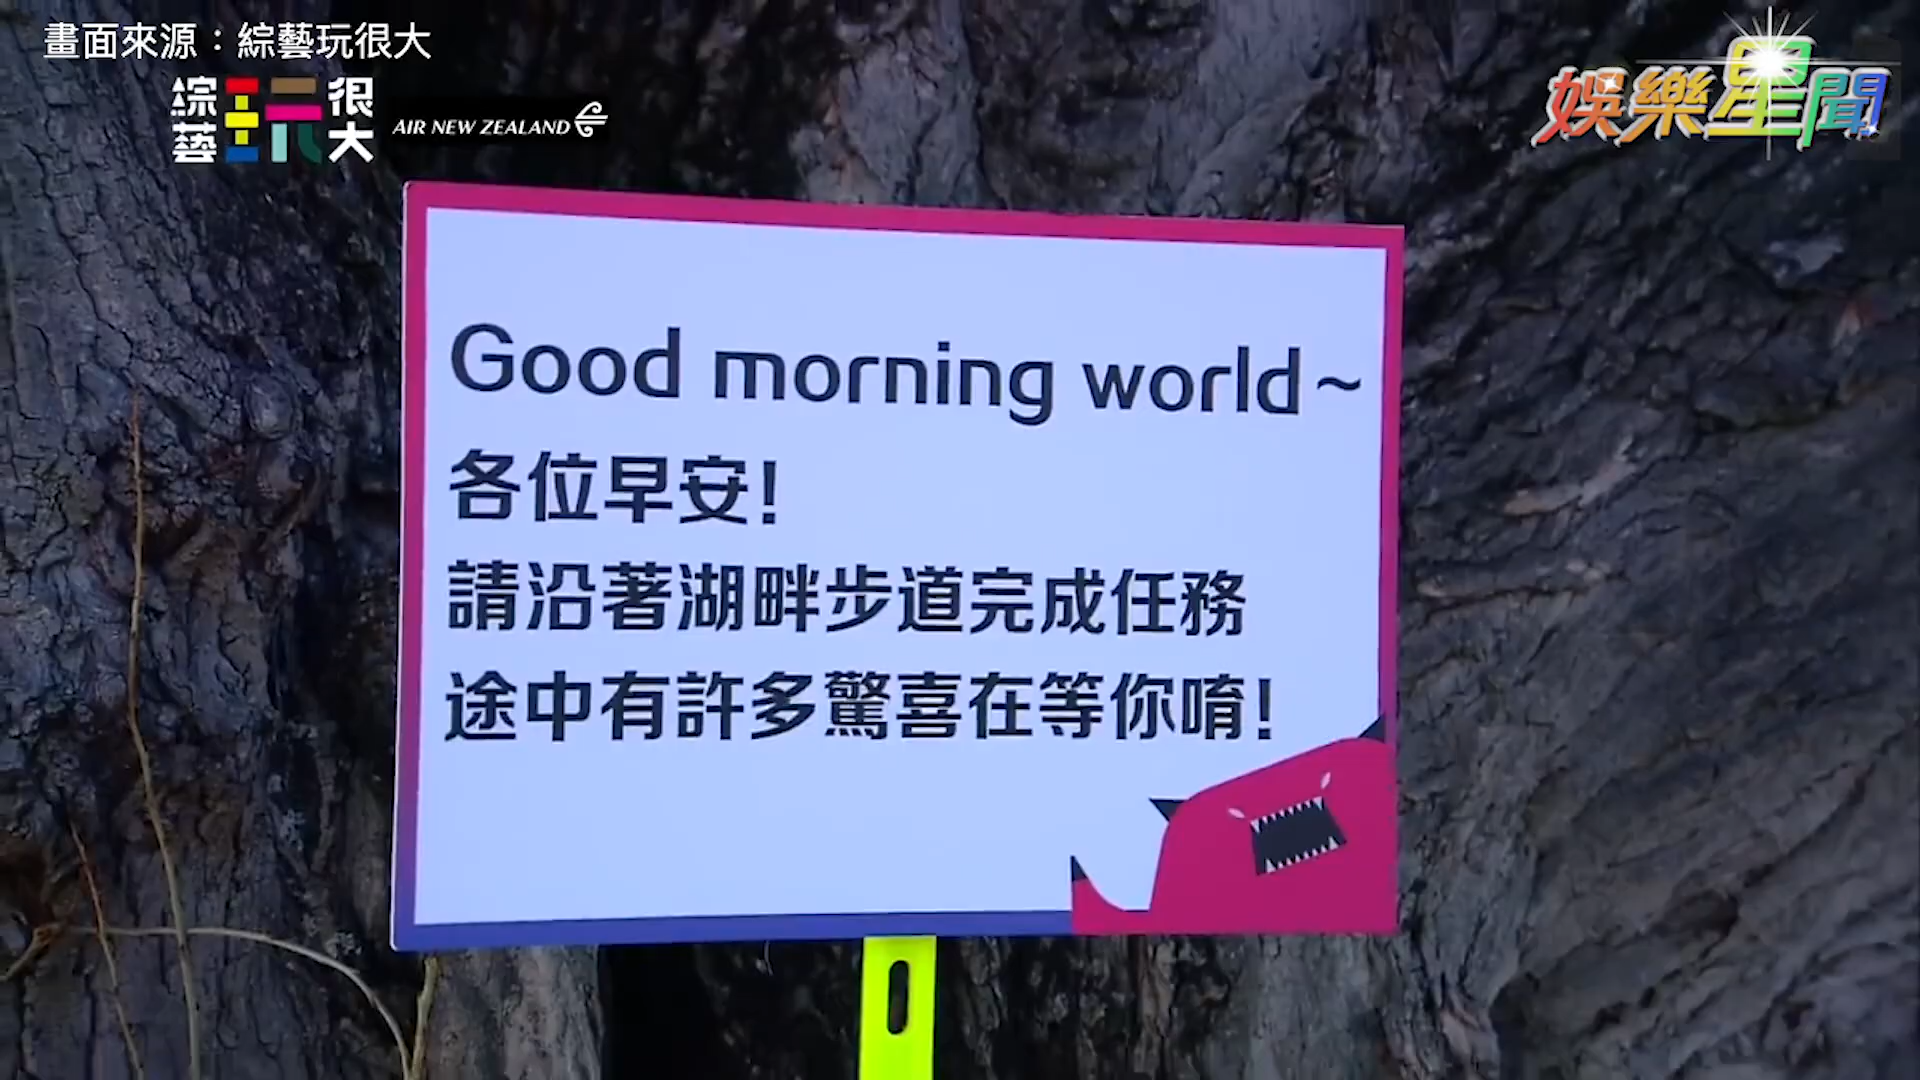 畫面來源：綜藝玩很大
綜藝玩很大
AIR NEW ZEALAND
娛樂星聞
Good morning world~
各位早安!
請沿著湖畔步道完成任務
途中有許多驚喜在等你唷!